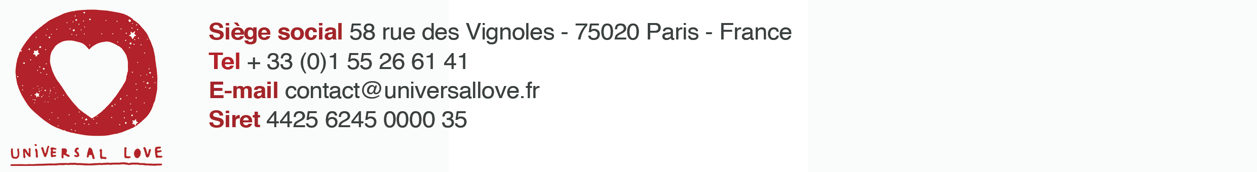 Siège social 58 rue des Vignoles - 75020 Paris - France
Tel + 33 (0)1 55 26 61 41
E-mail contact@universallove.fr
Siret 4425 6245 0000 35
UNiVERSAL LOVE